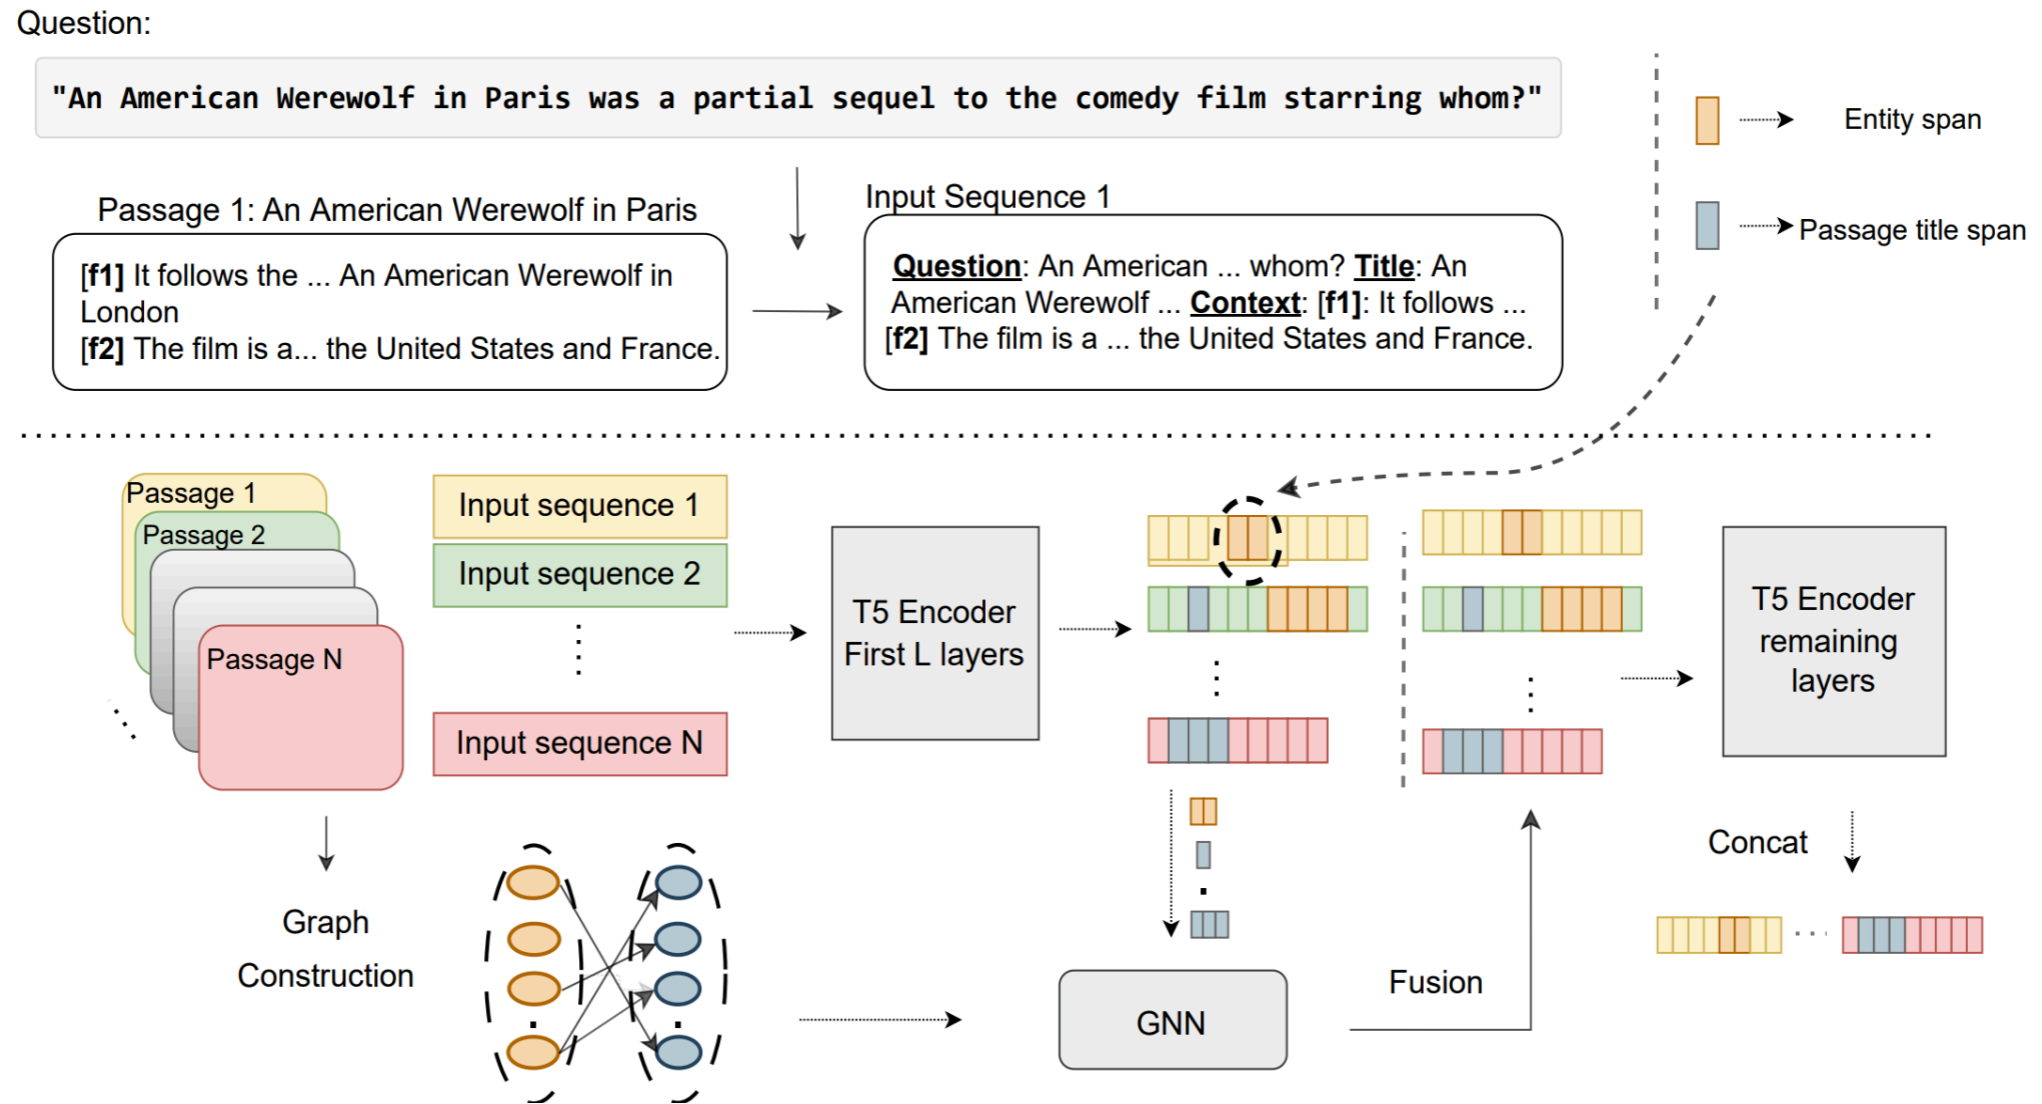 Question:
"An American Werewolf in Paris was a partial sequel to the comedy film starring whom?"
Entity span
Passage title span
Passage 1: An American Werewolf in Paris
[f1] It follows the ... An American Werewolf in
London
[f2] The film is a... the United States and France.
Input Sequence 1
Question: An American ... whom? Title: An
American Werewolf ... Context: [f1]: It follows ...
[f2] The film is a ... the United States and France.
Passage 1
Passage 2
Passage N
Input sequence 1
Input sequence 2
Input sequence N
T5 Encoder
First L layers
T5 Encoder
remaining
layers
Graph
Construction
GNN
Fusion
Concat